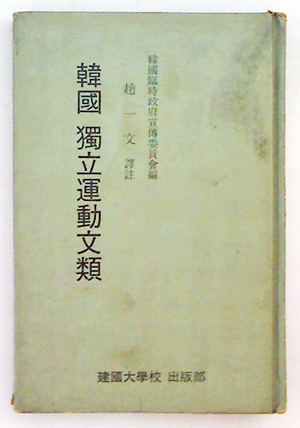 韓國臨時政府宣傳委員會編
趙一文 譯註
韓國 獨立運動文類
建國大學校 出版部